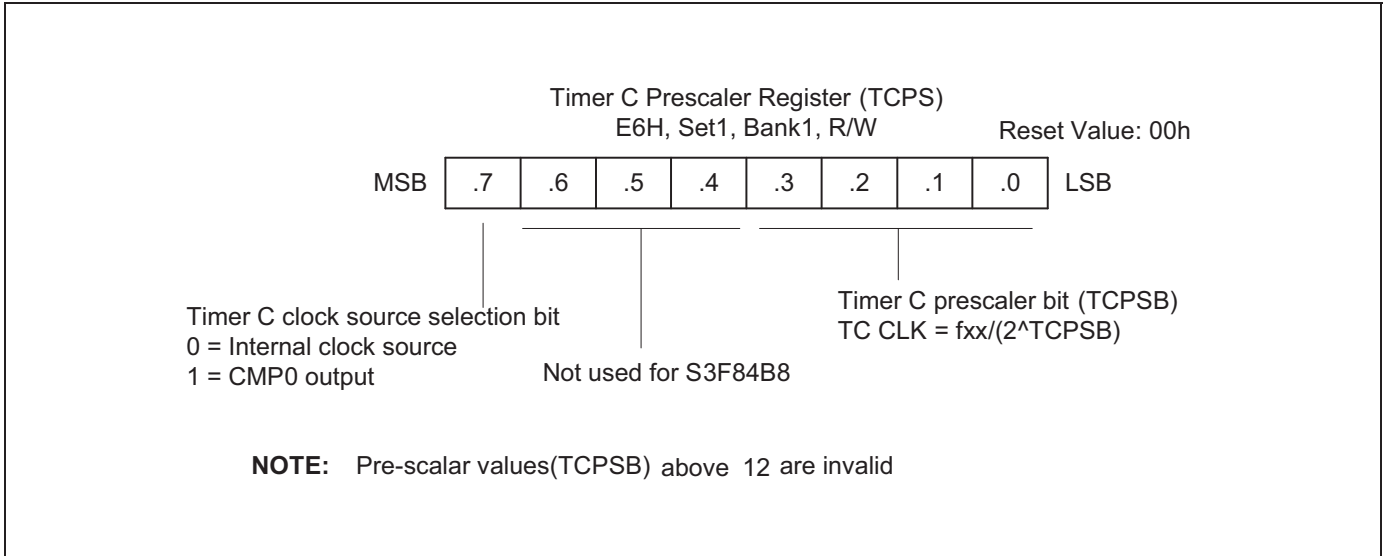 Timer C Prescaler Register (TCPS)
E6H, Set1, Bank1, R/W
Reset Value: 00h
MSB .7 .6 .5 .4 .3 .2 .1 .0 LSB
Timer C clock source selection bit
0 = Internal clock source
1 = CMP0 output
Not used for S3F84B8
Timer C prescaler bit (TCPSB)
TC CLK = fxx/(2^TCPSB)
NOTE: Pre-scalar values(TCPSB) above 12 are invalid